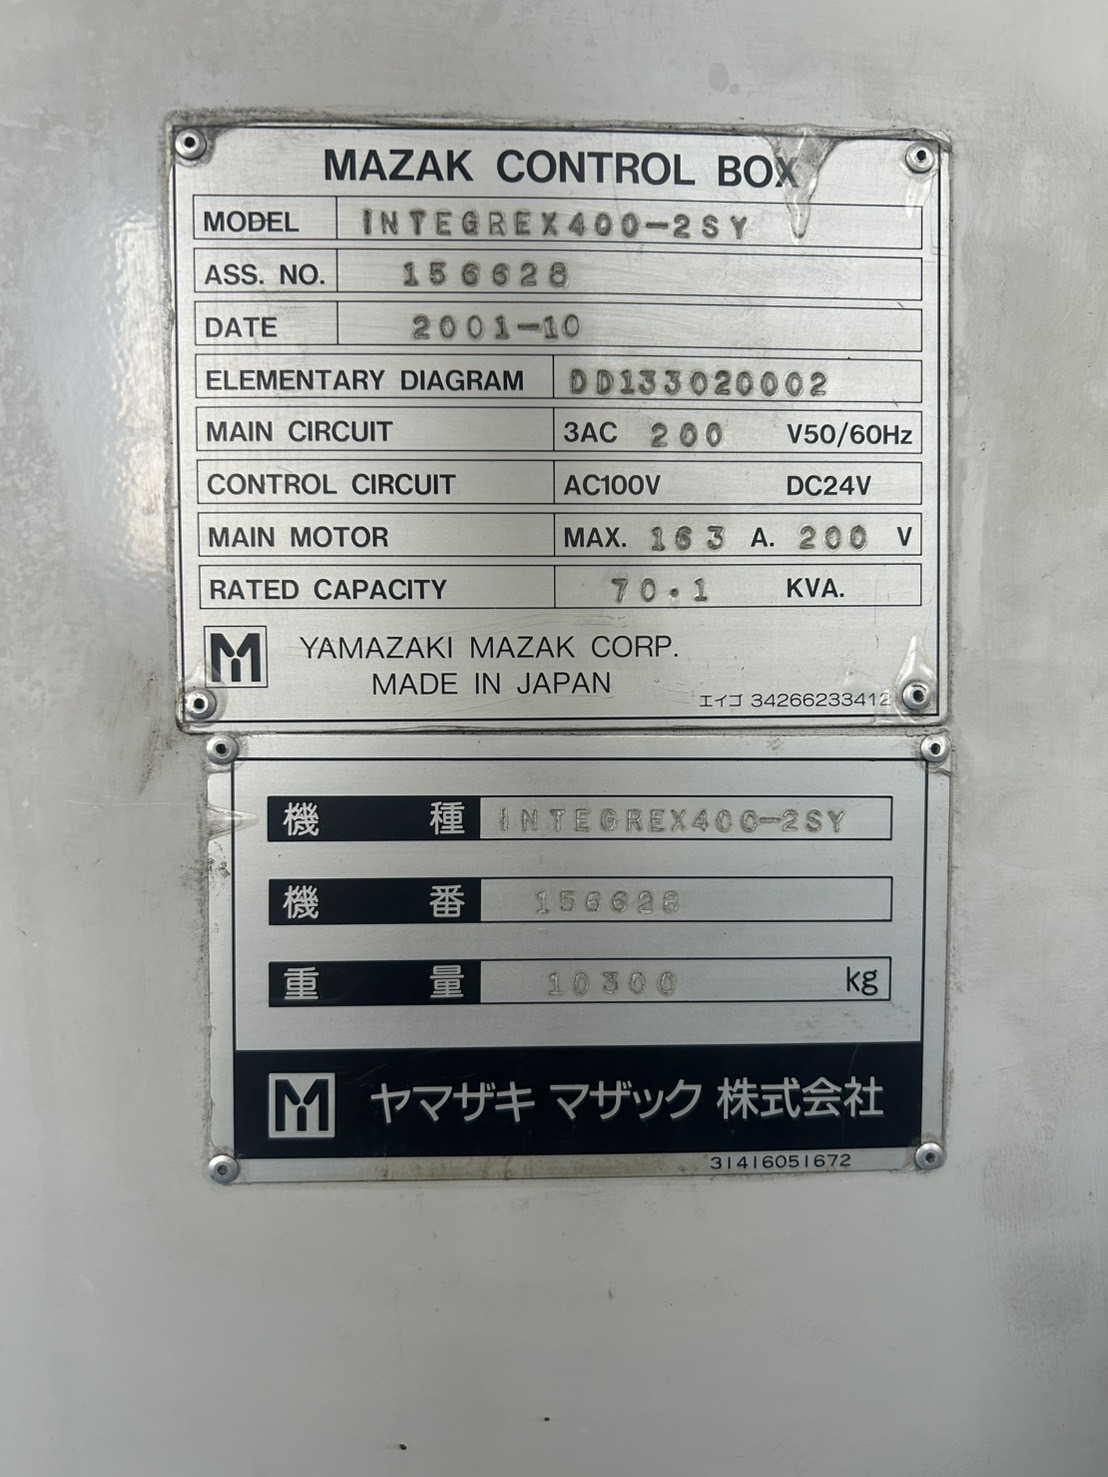 MAZAK CONTROL BOX
MODEL INTEGREX400-2SY
ASS. NO. 156628
DATE 2001-10
ELEMENTARY DIAGRAM DD133020002
MAIN CIRCUIT 3AC 200 V50/60Hz
CONTROL CIRCUIT AC100V DC24V
MAIN MOTOR MAX. 163 A. 200 V
RATED CAPACITY 70.1 KVA.
YAMAZAKI MAZAK CORP.
MADE IN JAPAN
エイゴ 34266233412
機種 INTEGREX400-2SY
機番 156628
重量 10300 kg
ヤマザキ マザック 株式会社
31416051672